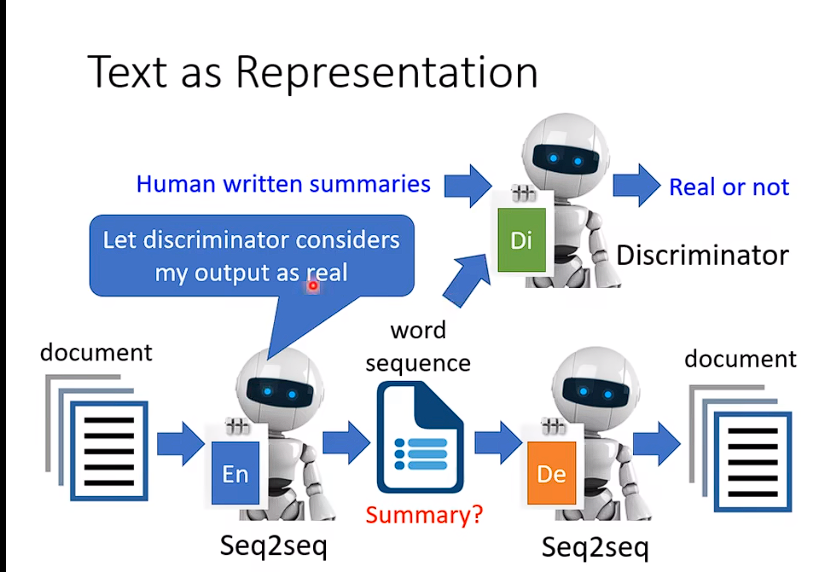 Text as Representation
Human written summaries
Real or not
Let discriminator considers
my output as real
Di
Discriminator
word
sequence
document
document
En
De
Summary?
Seq2seq
Seq2seq